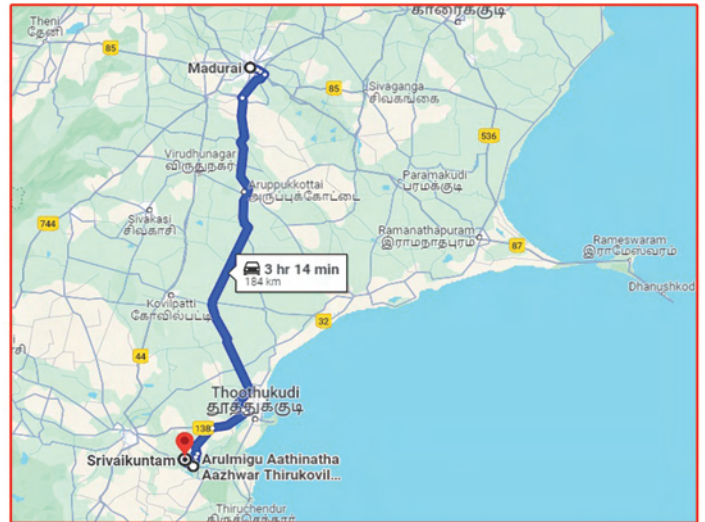 Theni
தேனி
காரைக்குடி
85
Madurai
85
Sivaganga
சிவகங்கை
536
Virudhunagar
விருதுநகர்
Aruppukkottai
அருப்புக்கோட்டை
Paramakudi
பரமக்குடி
Sivakasi
சிவகாசி
744
Ramanathapuram
இராமநாதபுரம்
87
Rameswaram
இராமேஸ்வரம்
Dhanushkod
3 hr 14 min
184 km
Kovilpatti
கோவில்பட்டி
32
44
Thoothukudi
தூத்துக்குடி
138
Srivaikuntam
Arulmigu Aathinatha
Aazhwar Thirukovil...
Thiruchendur
திருச்செந்தூர்